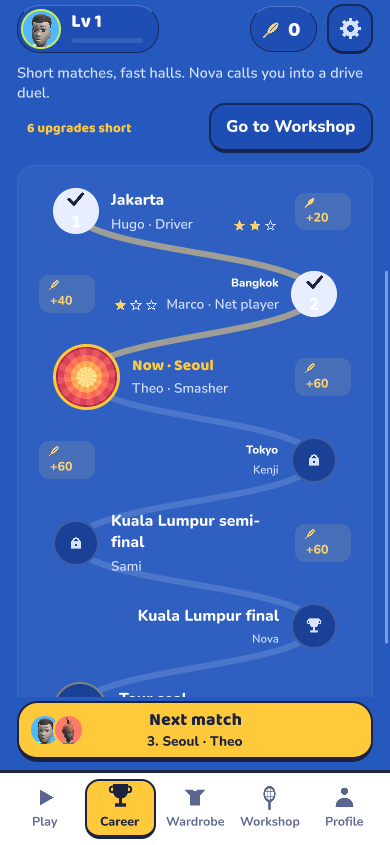 Lv 1
0
Short matches, fast halls. Nova calls you into a drive
duel.
6 upgrades short
Go to Workshop
1
Jakarta
Hugo · Driver
+20
+40
Bangkok
Marco · Net player
2
Now · Seoul
Theo · Smasher
+60
+60
Tokyo
Kenji
Kuala Lumpur semi-
final
Sami
+60
Kuala Lumpur final
Nova
Next match
3. Seoul · Theo
Play
Career
Wardrobe
Workshop
Profile